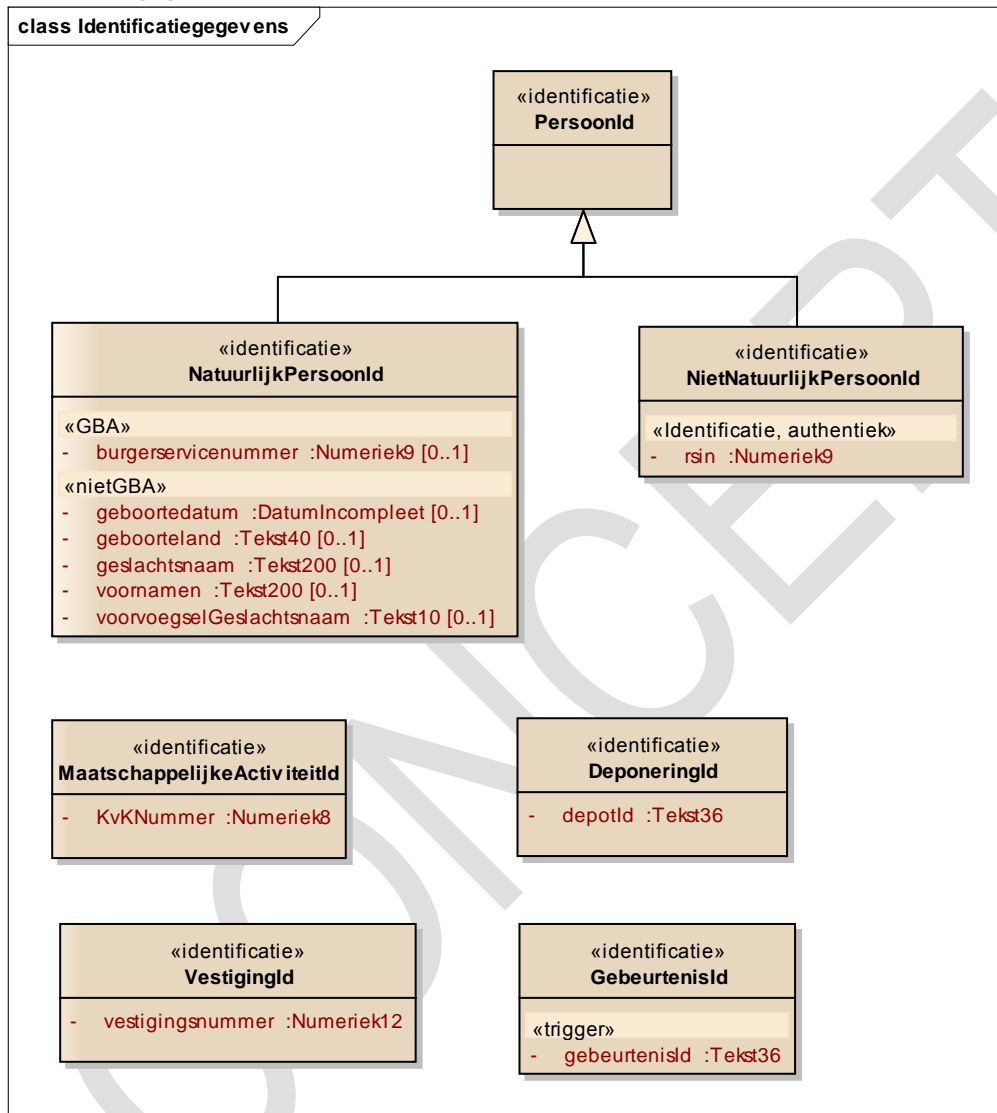 class Identificatiegegevens
«identificatie»
PersoonId
«identificatie»
NatuurlijkPersoonId
«GBA»
- burgerservicenummer :Numeriek9 [0..1]
«nietGBA»
- geboortedatum :DatumIncompleet [0..1]
- geboorteland :Tekst40 [0..1]
- geslachtsnaam :Tekst200 [0..1]
- voornamen :Tekst200 [0..1]
- voorvoegselGeslachtsnaam :Tekst10 [0..1]
«identificatie»
NietNatuurlijkPersoonId
«Identificatie, authentiek»
- rsin :Numeriek9
«identificatie»
MaatschappelijkeActiviteitId
- KvKNummer :Numeriek8
«identificatie»
DeponeringId
- depotId :Tekst36
«identificatie»
VestigingId
- vestigingsnummer :Numeriek12
«identificatie»
GebeurtenisId
«trigger»
- gebeurtenisId :Tekst36
CONCEPT